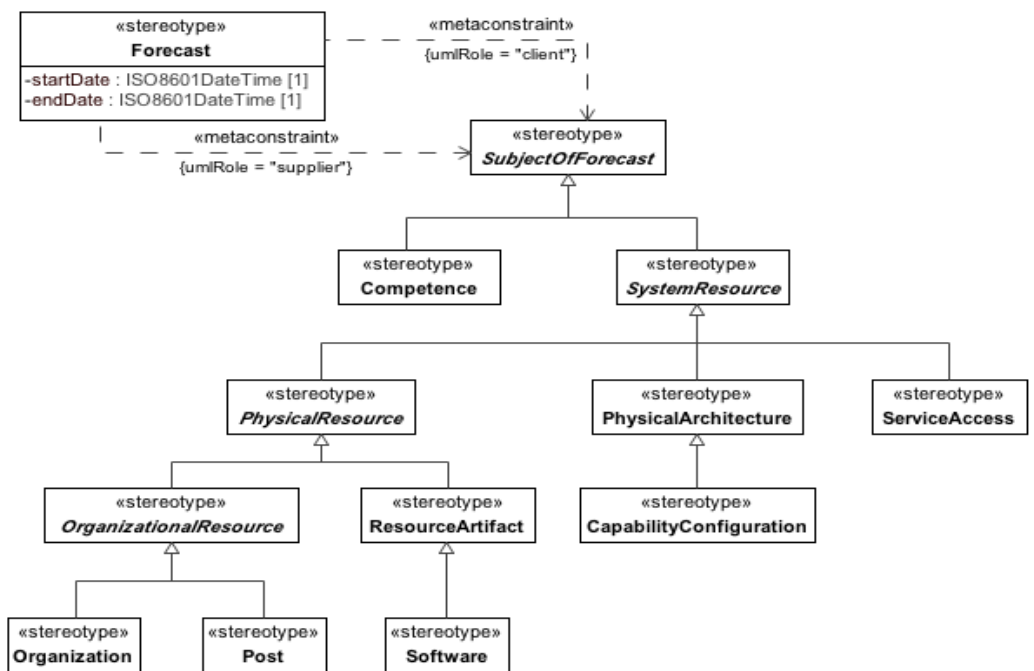 «stereotype»
Forecast
-startDate : ISO8601DateTime [1]
-endDate : ISO8601DateTime [1]
«metaconstraint»
{umlRole = "client"}
«metaconstraint»
{umlRole = "supplier"}
«stereotype»
SubjectOfForecast
«stereotype»
Competence
«stereotype»
SystemResource
«stereotype»
PhysicalResource
«stereotype»
PhysicalArchitecture
«stereotype»
ServiceAccess
«stereotype»
OrganizationalResource
«stereotype»
ResourceArtifact
«stereotype»
CapabilityConfiguration
«stereotype»
Organization
«stereotype»
Post
«stereotype»
Software